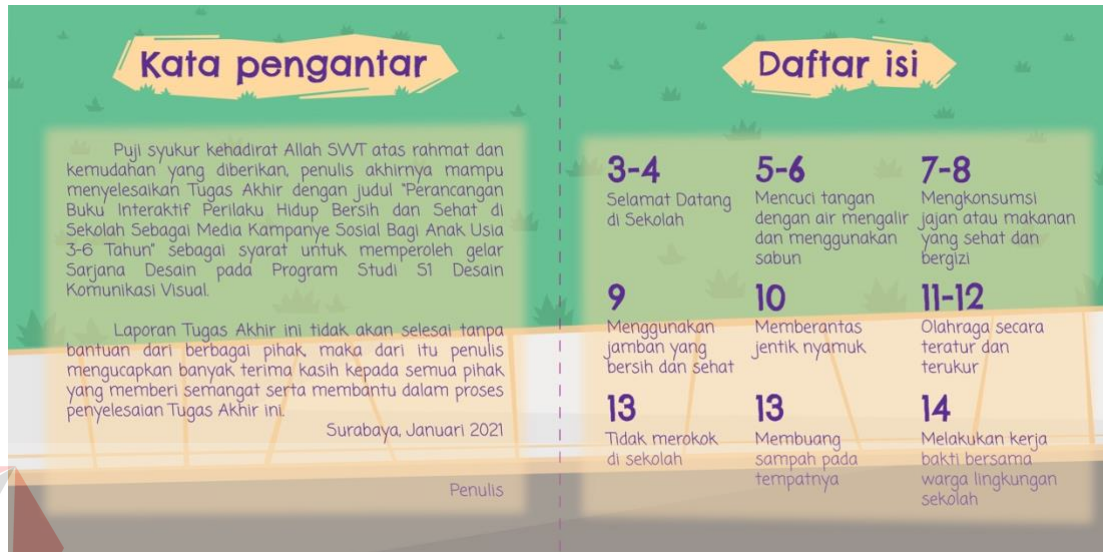 Kata pengantar
Puji syukur kehadirat Allah SWT atas rahmat dan
kemudahan yang diberikan, penulis akhirnya mampu
menyelesaikan Tugas Akhir dengan judul "Perancangan
Buku Interaktif Perilaku Hidup Bersih dan Sehat di
Sekolah Sebagai Media Kampanye Sosial Bagi Anak Usia
3-6 Tahun" sebagai syarat untuk memperoleh gelar
Sarjana Desain pada Program Studi S1 Desain
Komunikasi Visual.
Laporan Tugas Akhir ini tidak akan selesai tanpa
bantuan dari berbagai pihak, maka dari itu penulis
mengucapkan banyak terima kasih kepada semua pihak
yang memberi semangat serta membantu dalam proses
penyelesaian Tugas Akhir ini.
Surabaya, Januari 2021
Penulis
Daftar isi
3-4
Selamat Datang
di Sekolah
5-6
Mencuci tangan
dengan air mengalir
dan menggunakan
sabun
7-8
Mengkonsumsi
jajan atau makanan
yang sehat dan
bergizi
9
Menggunakan
jamban yang
bersih dan sehat
10
Memberantas
jentik nyamuk
11-12
Olahraga secara
teratur dan
terukur
13
Tidak merokok
di sekolah
13
Membuang
sampah pada
tempatnya
14
Melakukan kerja
bakti bersama
warga lingkungan
sekolah